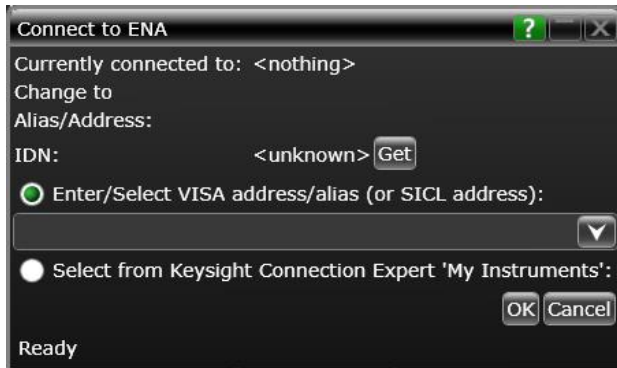 Connect to ENA ?
Currently connected to: <nothing>
Change to
Alias/Address:
IDN: <unknown> Get
Enter/Select VISA address/alias (or SICL address):
Select from Keysight Connection Expert 'My Instruments':
OK Cancel
Ready